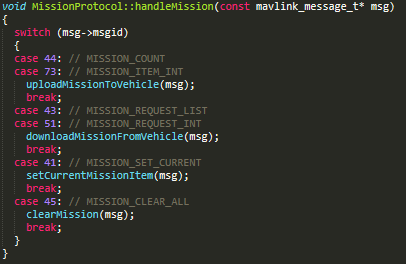 void MissionProtocol::handleMission(const mavlink_message_t* msg)
{
  switch (msg->msgid)
  {
  case 44: // MISSION_COUNT
  case 73: // MISSION_ITEM_INT
    uploadMissionToVehicle(msg);
    break;
  case 43: // MISSION_REQUEST_LIST
  case 51: // MISSION_REQUEST_INT
    downloadMissionFromVehicle(msg);
    break;
  case 41: // MISSION_SET_CURRENT
    setCurrentMissionItem(msg);
    break;
  case 45: // MISSION_CLEAR_ALL
    clearMission(msg);
    break;
  }
}